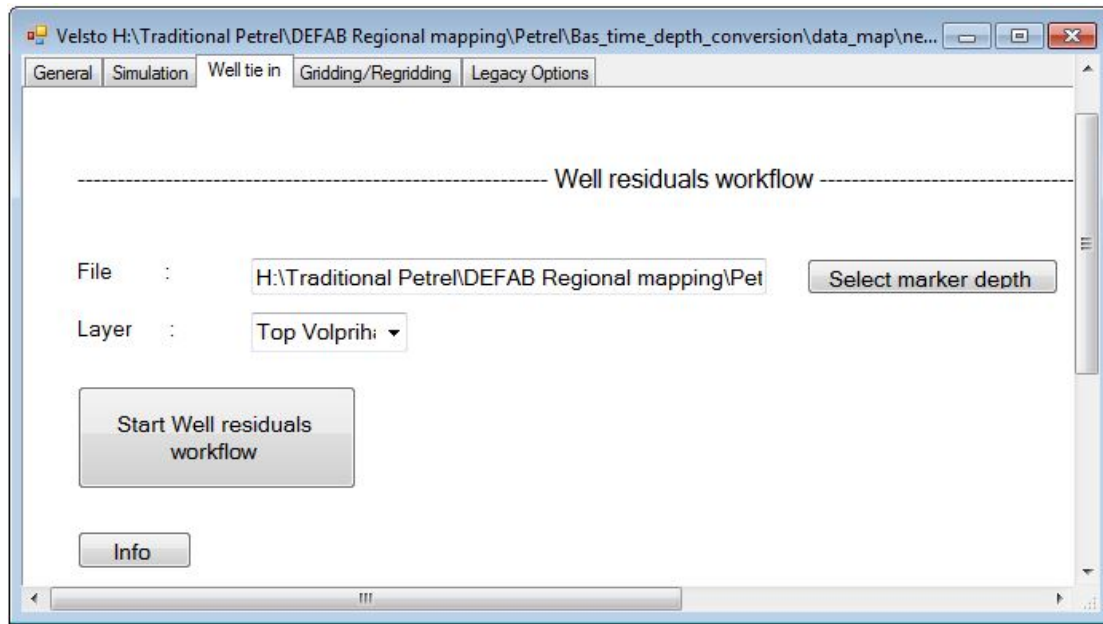 Velsto H:\Traditional Petrel\DEFAB Regional mapping\Petrel\Bas_time_depth_conversion\data_map\ne...
General Simulation Well tie in Gridding/Regridding Legacy Options
Well residuals workflow
File : H:\Traditional Petrel\DEFAB Regional mapping\Pet Select marker depth
Layer : Top Volpriha
Start Well residuals
workflow
Info